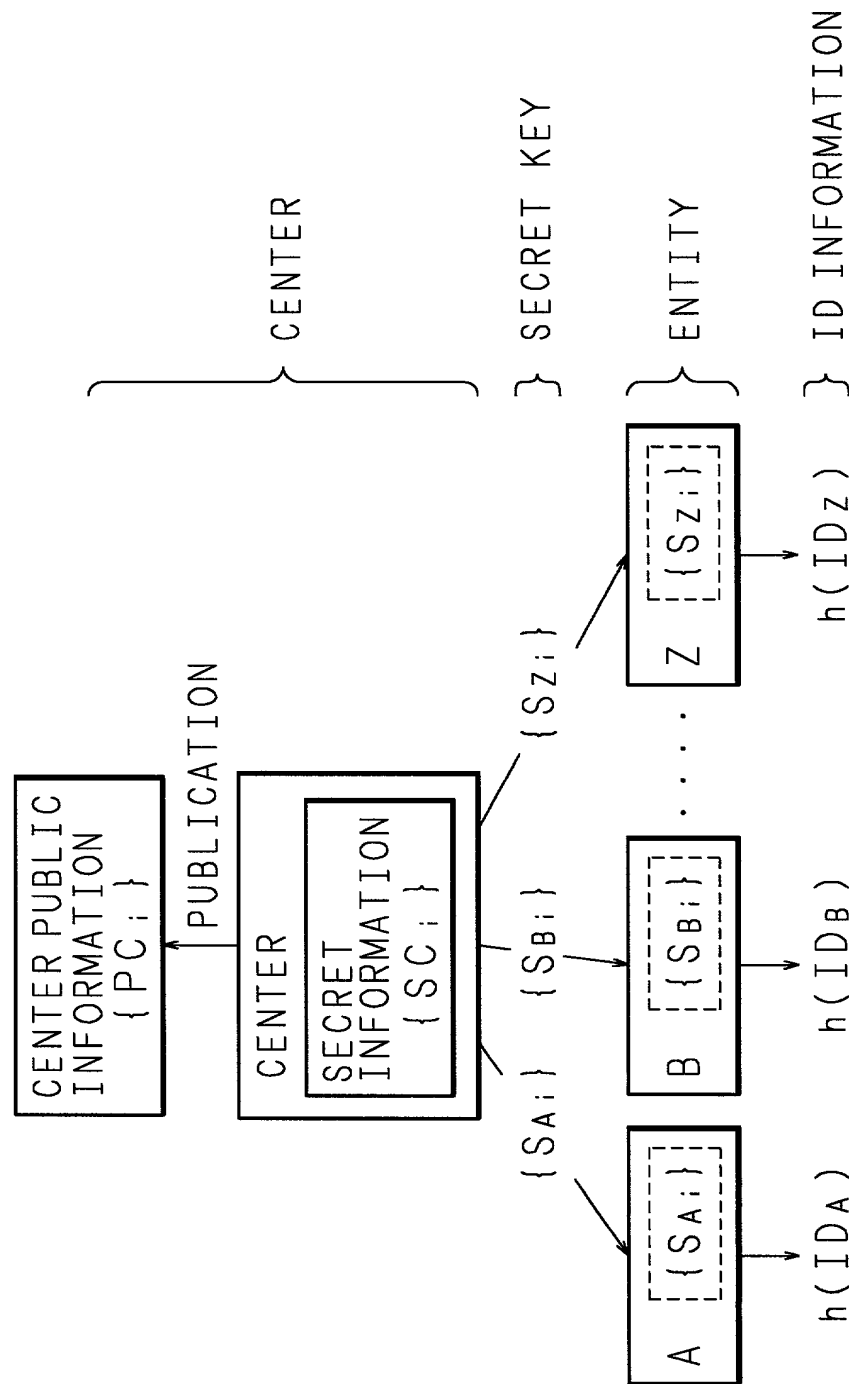 CENTER PUBLIC
INFORMATION
{PCi}
PUBLICATION
CENTER
SECRET
INFORMATION
{SCi}
CENTER
{SAi}
{SBi}
{SZi}
SECRET KEY
A
{SAi}
B
{SBi}
· · · · ·
Z
{SZi}
ENTITY
h(IDA)
h(IDB)
h(IDZ)
ID INFORMATION